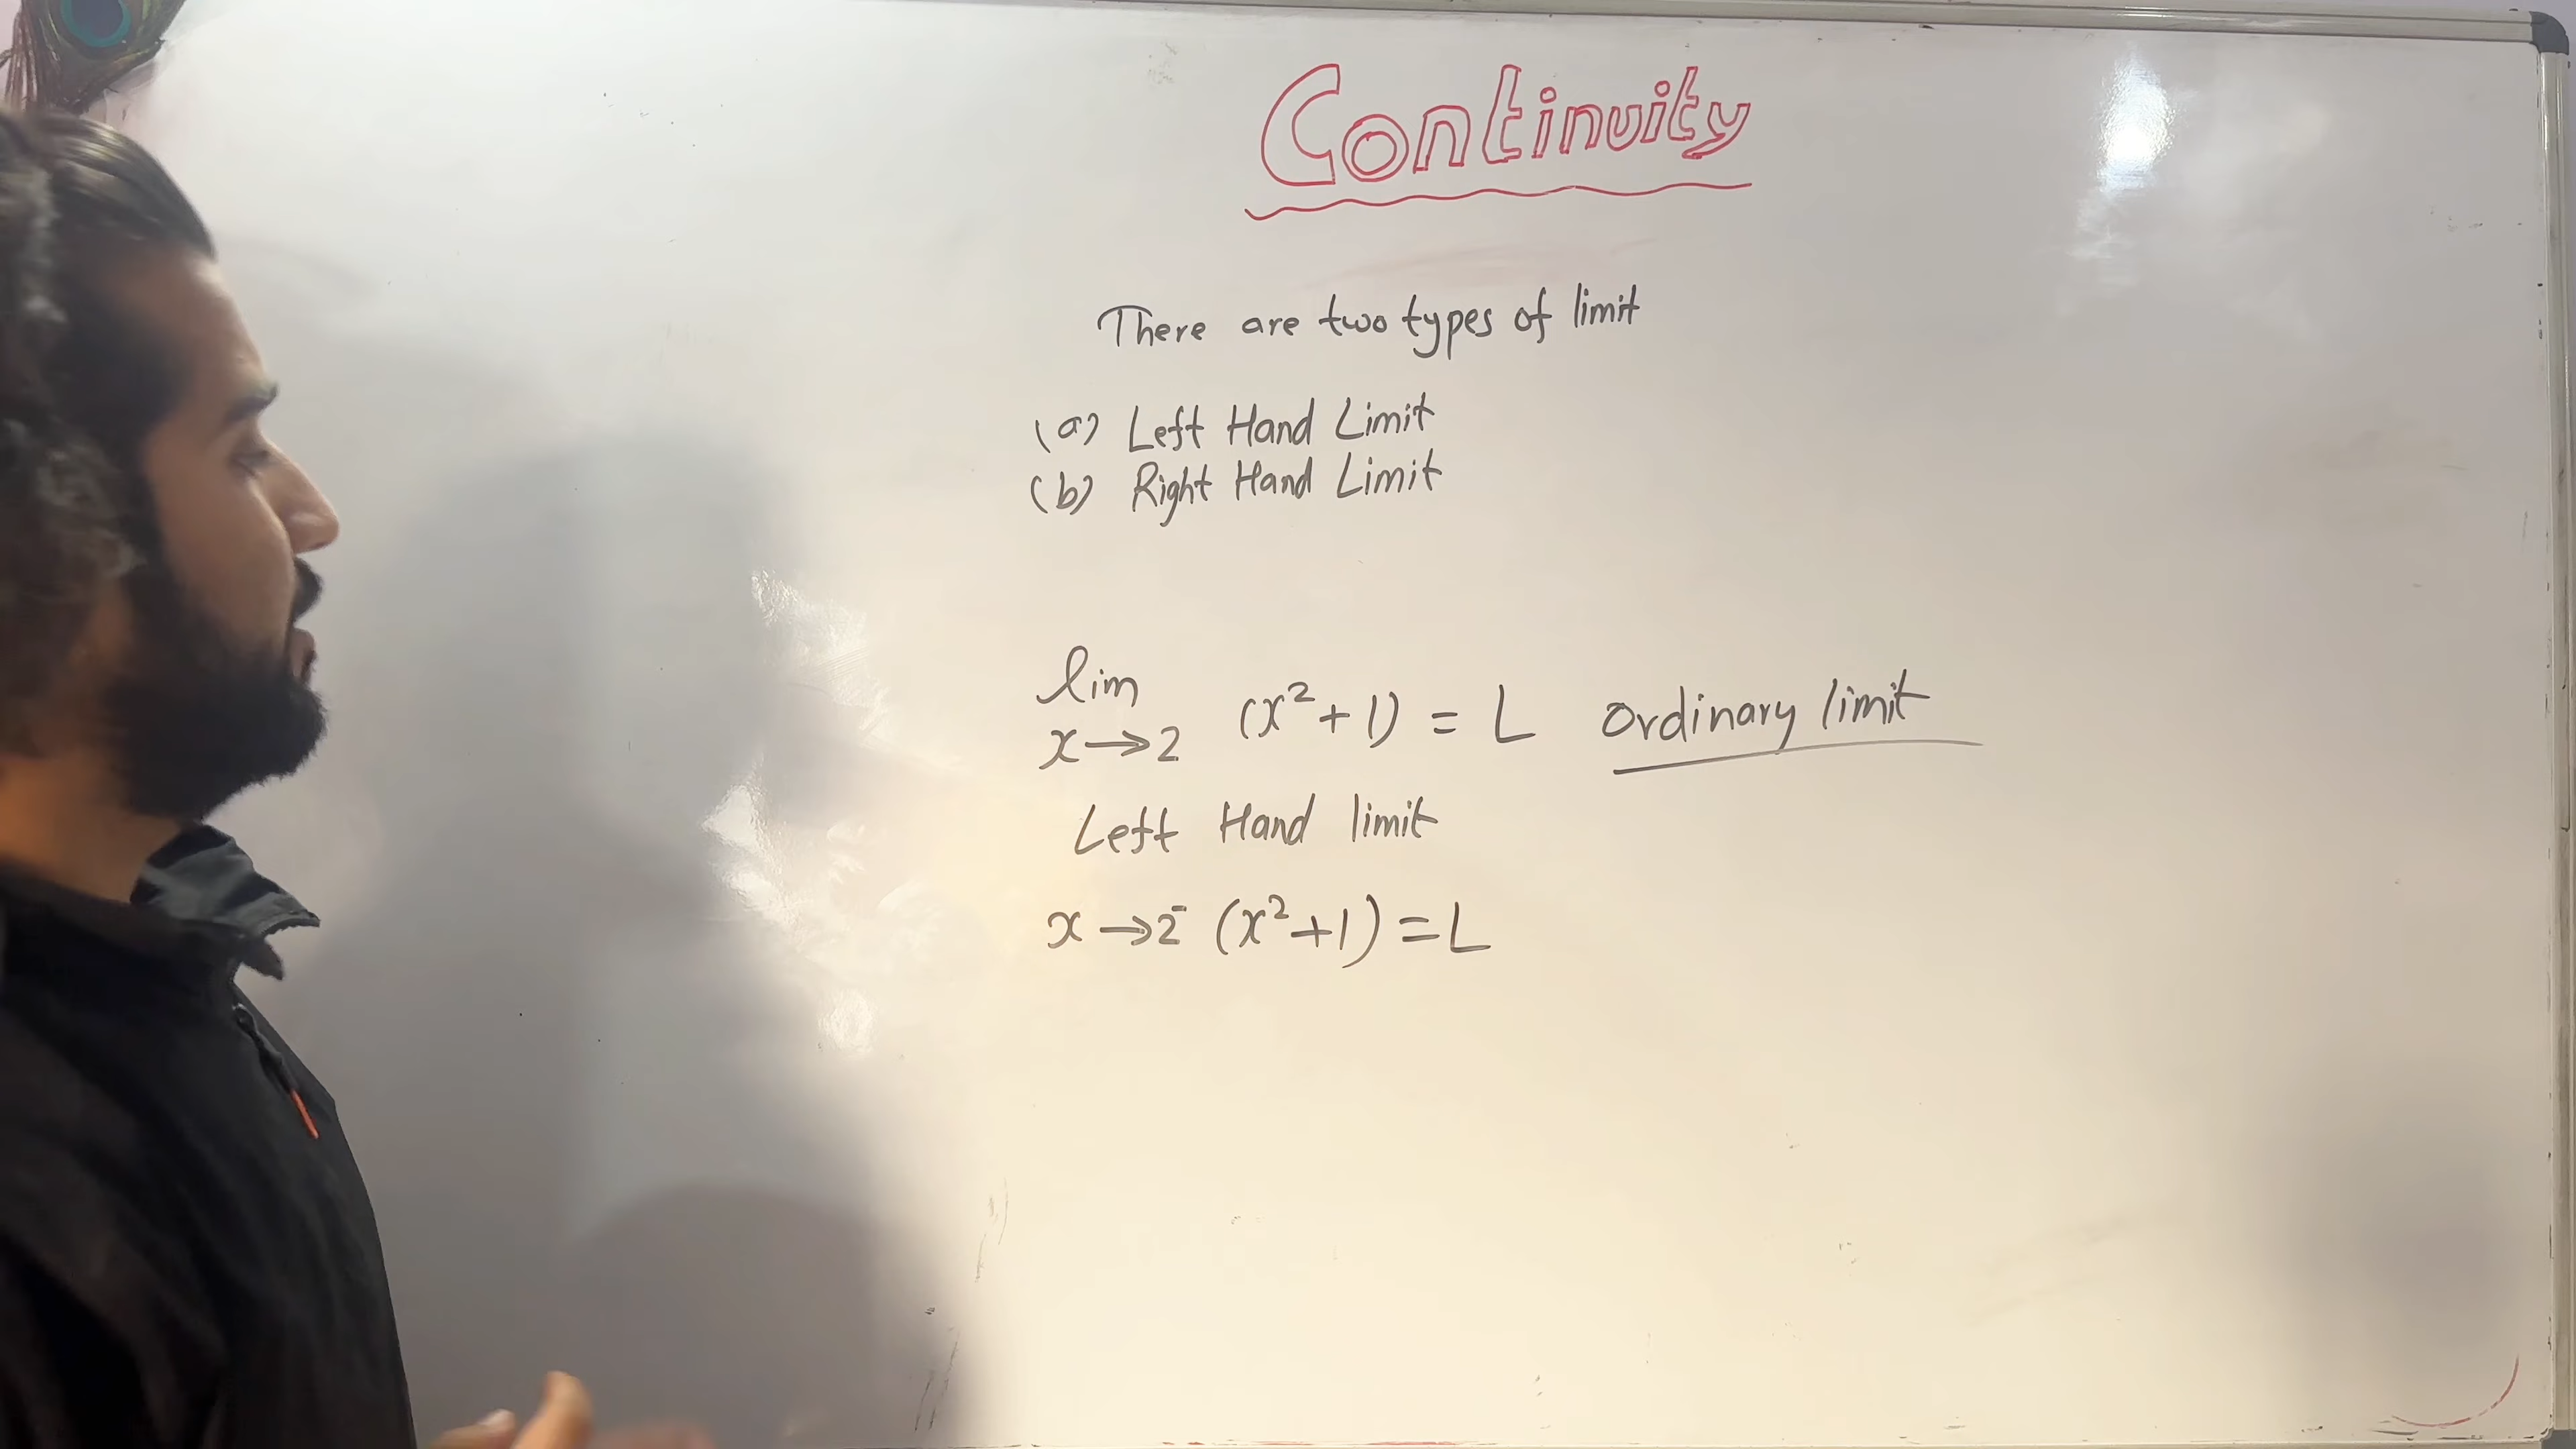 Continuity
There are two types of limit
(a) Left Hand Limit
(b) Right Hand Limit
lim
x→2 (x²+1) = L ordinary limit
Left Hand limit
x→2⁻ (x²+1) = L